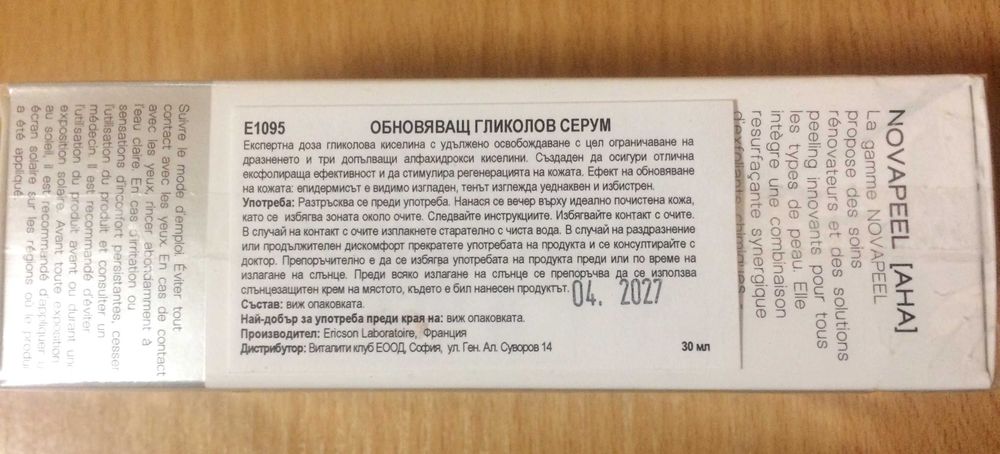 E1095 ОБНОВЯВАЩ ГЛИКОЛОВ СЕРУМ
Експертна доза гликолова киселина с удължено освобождаване с цел ограничаване на
дразненето и три допълващи алфахидрокси киселини. Създаден да осигури отлична
ексфолираща ефективност и да стимулира регенерацията на кожата. Ефект на обновяване
на кожата: епидермисът е видимо изгладен, тенът изглежда уеднаквен и избистрен.
Употреба: Разтръсква се преди употреба. Нанася се вечер върху идеално почистена кожа,
като се избягва зоната около очите. Следвайте инструкциите. Избягвайте контакт с очите.
В случай на контакт с очите изплакнете старателно с чиста вода. В случай на раздразнение
или продължителен дискомфорт прекратете употребата на продукта и се консултирайте с
доктор. Препоръчително е да се избягва употребата на продукта преди или по време на
излагане на слънце. Преди всяко излагане на слънце се препоръчва да се използва
слънцезащитен крем на мястото, където е бил нанесен продуктът.
04. 2027
Състав: виж опаковката.
Най-добър за употреба преди края на: виж опаковката.
Производител: Ericson Laboratoire, Франция
Дистрибутор: Виталити клуб ЕООД, София, ул. Ген. Ал. Суворов 14 30 мл
NOVAPEEL [AHA]
La gamme NOVAPEEL
propose des soins
rénovateurs et des solutions
peeling innovants pour tous
les types de peau. Elle
intègre une combinaison
resurfaçante synergique
d'exfoliants chimiques
Suivre le mode d'emploi. Éviter tout
contact avec les yeux. En cas de contact
avec les yeux, rincer abondamment à
l'eau claire. En cas d'irritation ou
sensations d'inconfort persistantes, cesser
l'utilisation du produit et consulter un
médecin. Il est recommandé d'éviter
l'utilisation du produit avant ou durant une
exposition solaire. Avant toute exposition
au soleil, il est recommandé d'appliquer
écran solaire sur les régions où le produit
a été appliqué.